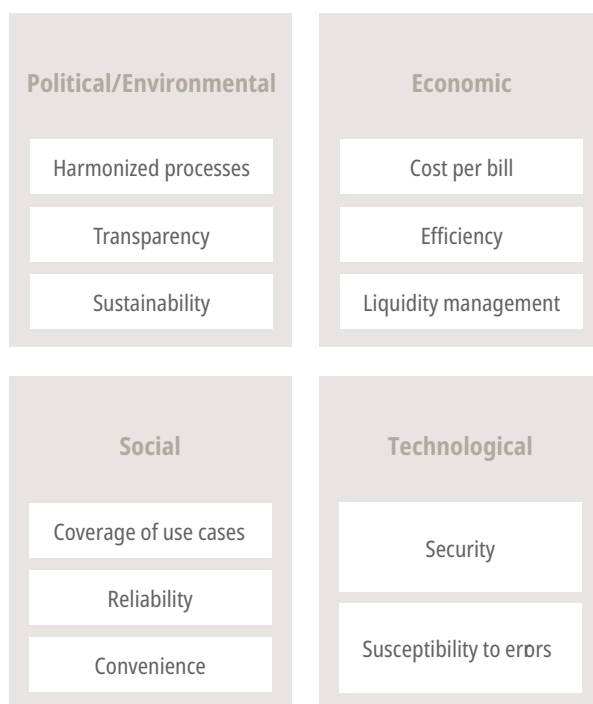 Political/Environmental
Harmonized processes
Transparency
Sustainability
Economic
Cost per bill
Efficiency
Liquidity management
Social
Coverage of use cases
Reliability
Convenience
Technological
Security
Susceptibility to errors